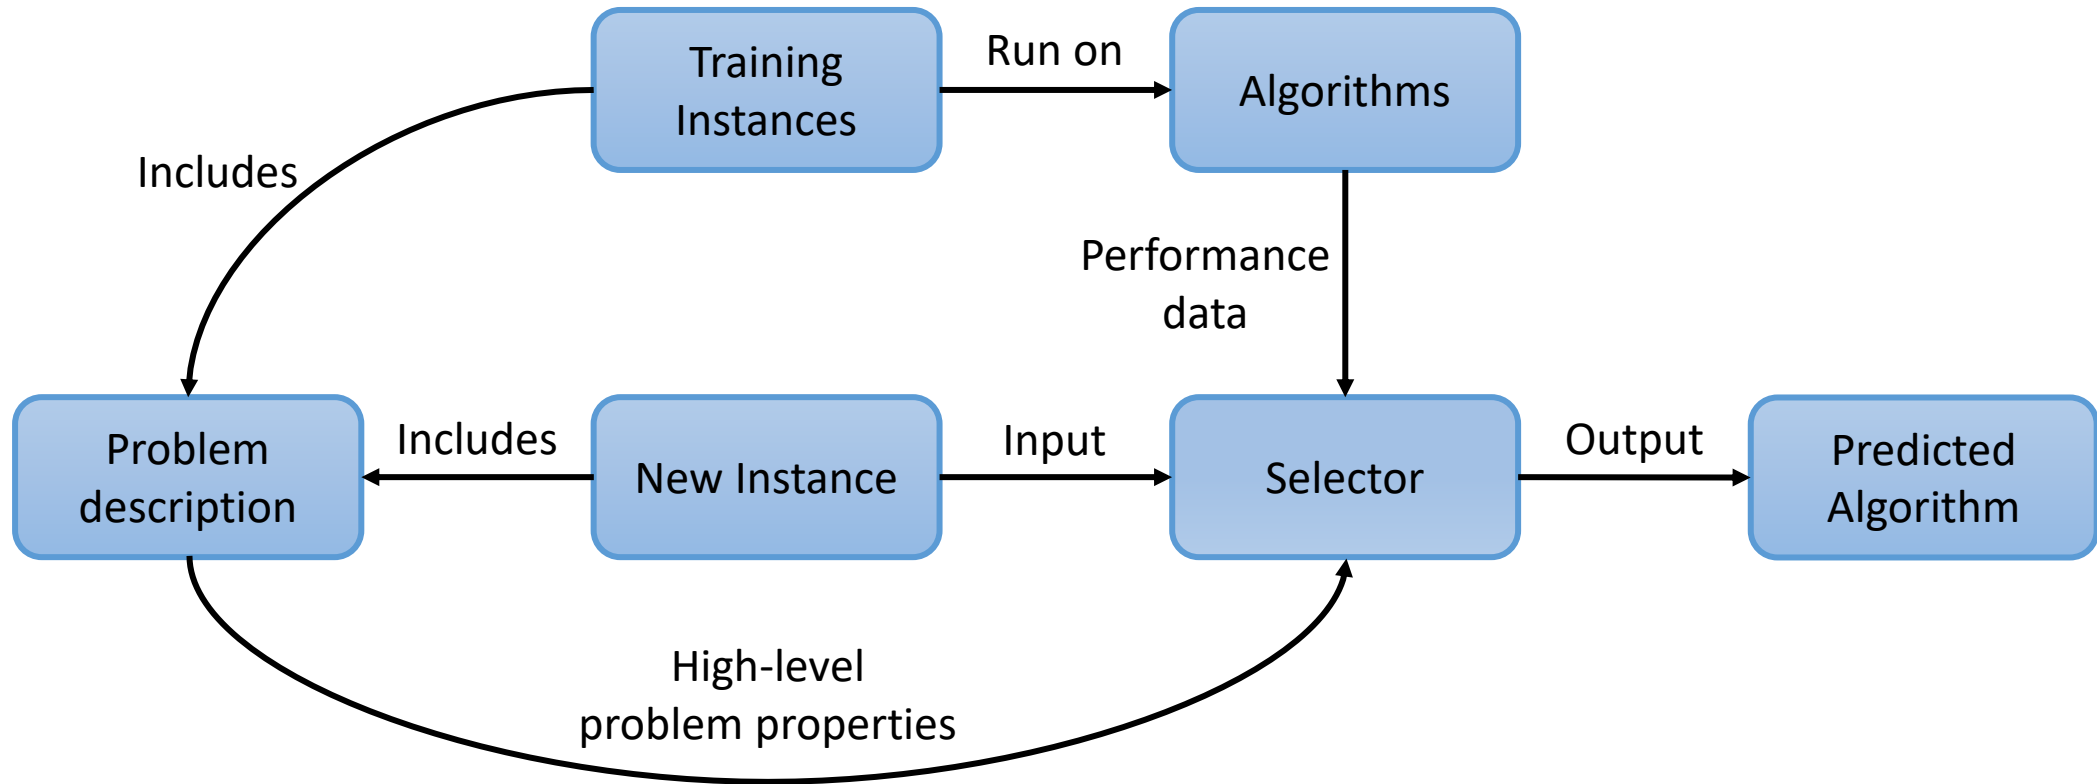 Training
Instances
Run on
Algorithms
Includes
Performance
data
Problem
description
Includes
New Instance
Input
Selector
Output
Predicted
Algorithm
High-level
problem properties